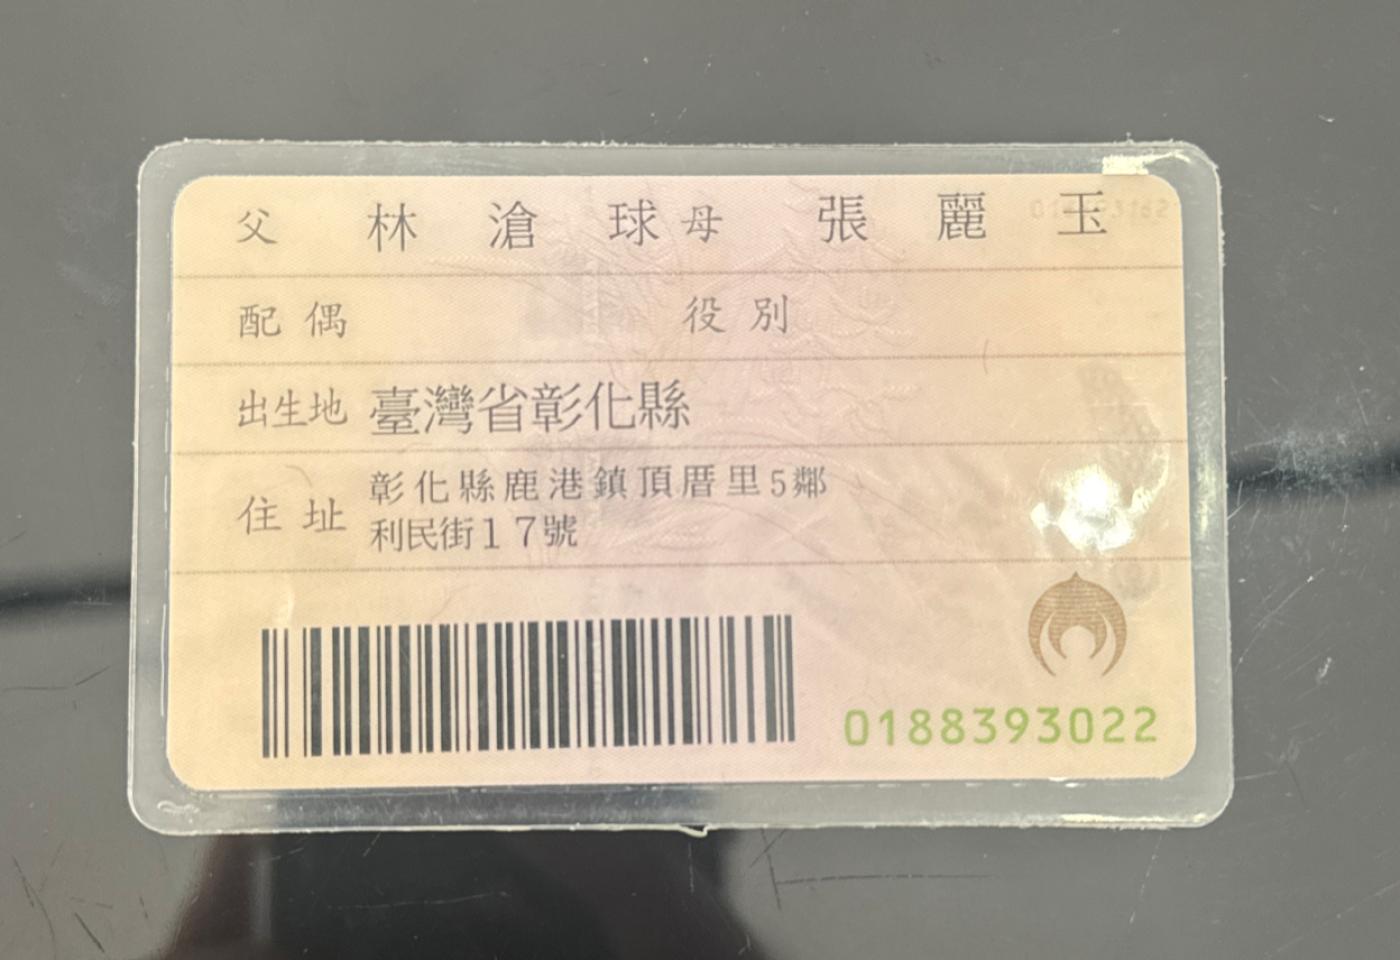 父 林滄球 母 張麗玉
配偶 役別
出生地 臺灣省彰化縣
住址 彰化縣鹿港鎮頂厝里5鄰
利民街17號
0188393022